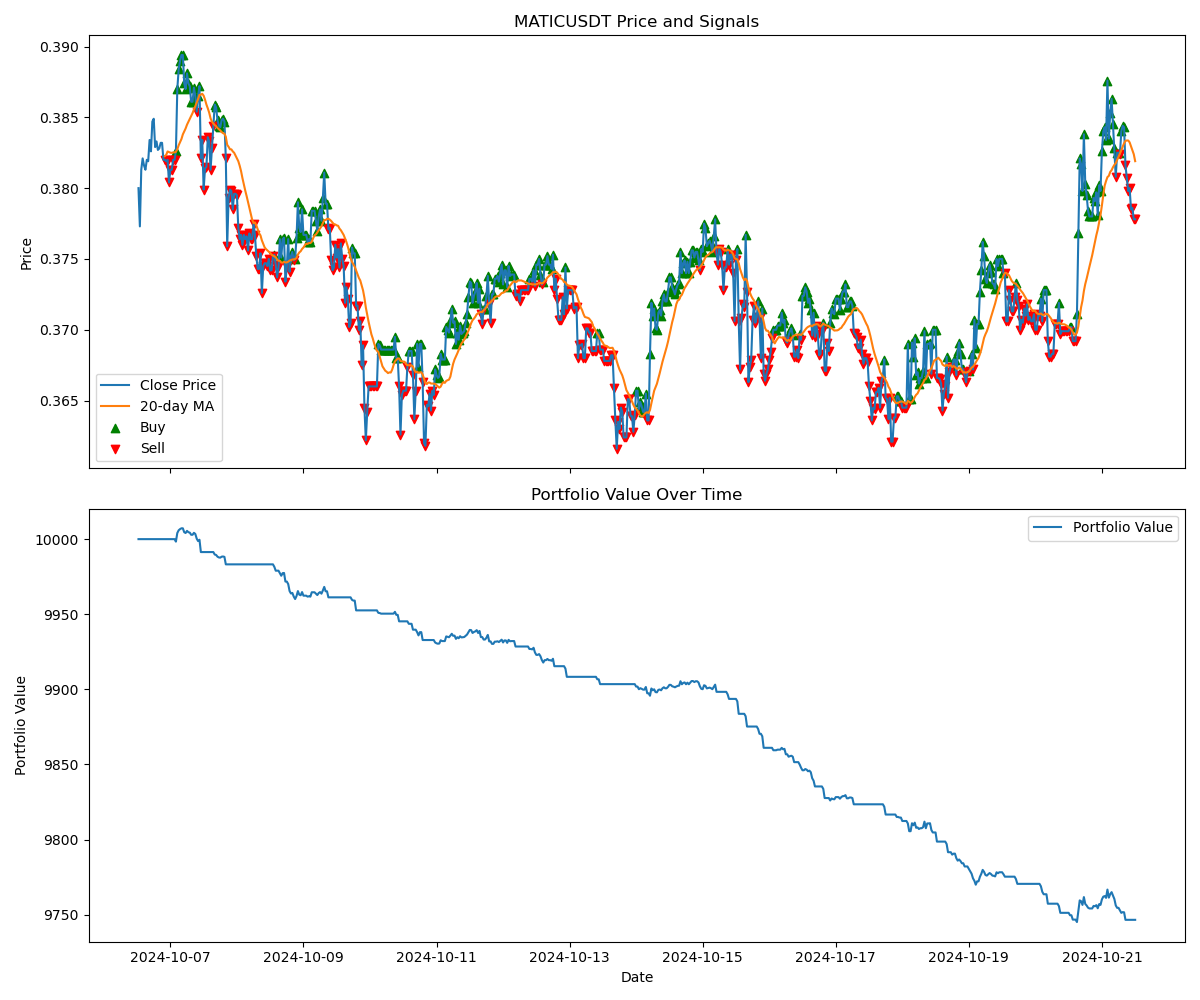 MATICUSDT Price and Signals
0.390
0.385
0.380
0.375
0.370
0.365
Price
Close Price
20-day MA
Buy
Sell
Portfolio Value Over Time
Portfolio Value
10000
9950
9900
9850
9800
9750
Portfolio Value
2024-10-07
2024-10-09
2024-10-11
2024-10-13
2024-10-15
2024-10-17
2024-10-19
2024-10-21
Date